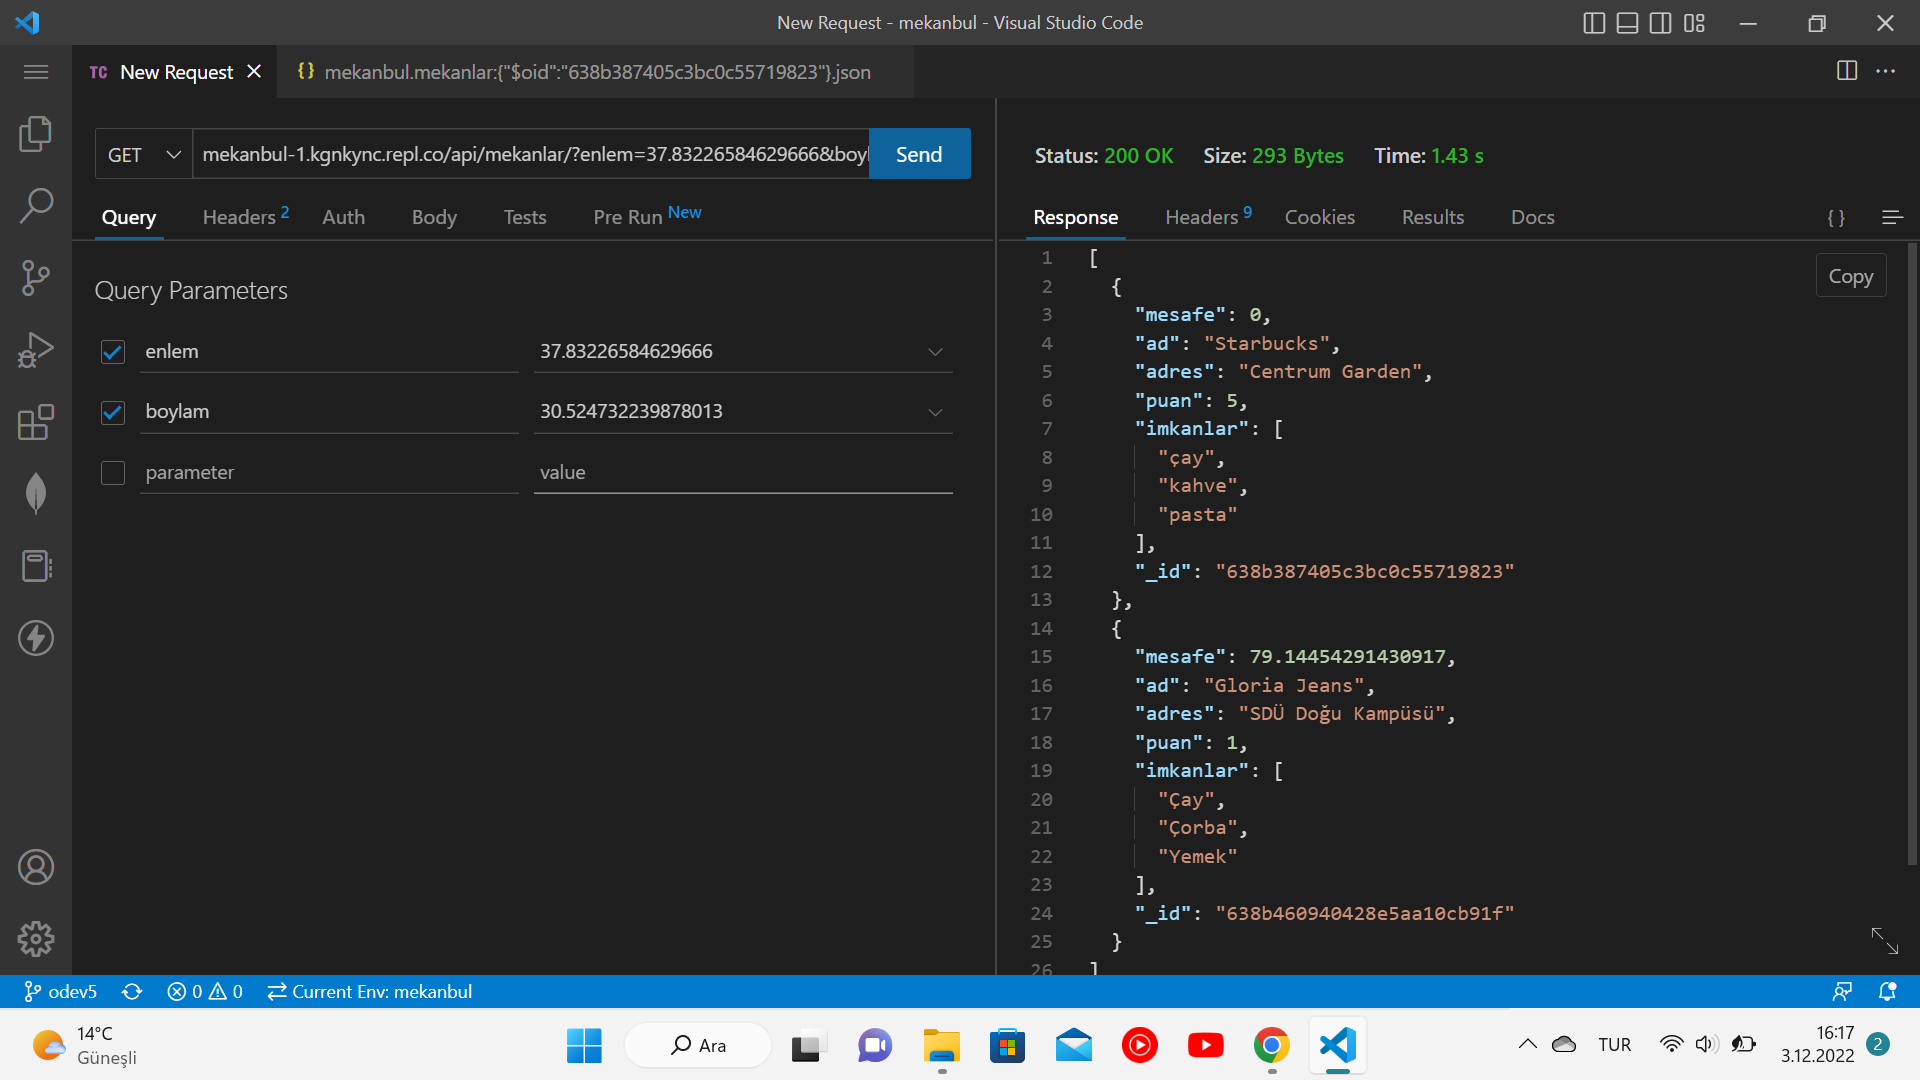 New Request - mekanbul - Visual Studio Code
TC New Request
{} mekanbul.mekanlar:{"$oid":"638b387405c3bc0c55719823"}.json
GET
mekanbul-1.kgnkync.repl.co/api/mekanlar/?enlem=37.83226584629666&boyl
Send
Query
Headers 2
Auth
Body
Tests
Pre Run New
Query Parameters
enlem 37.83226584629666
boylam 30.524732239878013
parameter value
Status: 200 OK Size: 293 Bytes Time: 1.43 s
Response
Headers 9
Cookies
Results
Docs
{ }
Copy
1 [
2 {
3 "mesafe": 0,
4 "ad": "Starbucks",
5 "adres": "Centrum Garden",
6 "puan": 5,
7 "imkanlar": [
8 "çay",
9 "kahve",
10 "pasta"
11 ],
12 "_id": "638b387405c3bc0c55719823"
13 },
14 {
15 "mesafe": 79.14454291430917,
16 "ad": "Gloria Jeans",
17 "adres": "SDÜ Doğu Kampüsü",
18 "puan": 1,
19 "imkanlar": [
20 "Çay",
21 "Çorba",
22 "Yemek"
23 ],
24 "_id": "638b460940428e5aa10cb91f"
25 }
26 ]
odev5
0 0
Current Env: mekanbul
14°C
Güneşli
Ara
TUR
16:17
3.12.2022
2